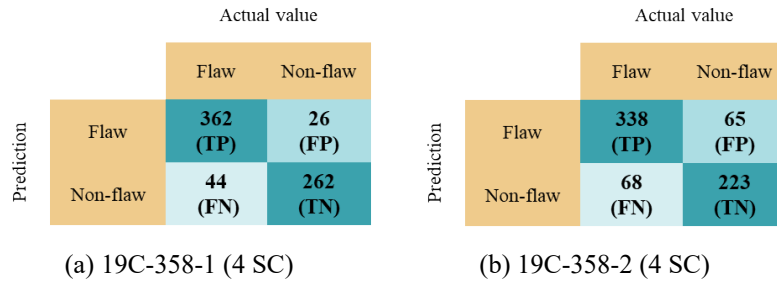 Actual value
Flaw Non-flaw
Prediction
Flaw 362 (TP) 26 (FP)
Non-flaw 44 (FN) 262 (TN)
(a) 19C-358-1 (4 SC)
Actual value
Flaw Non-flaw
Prediction
Flaw 338 (TP) 65 (FP)
Non-flaw 68 (FN) 223 (TN)
(b) 19C-358-2 (4 SC)